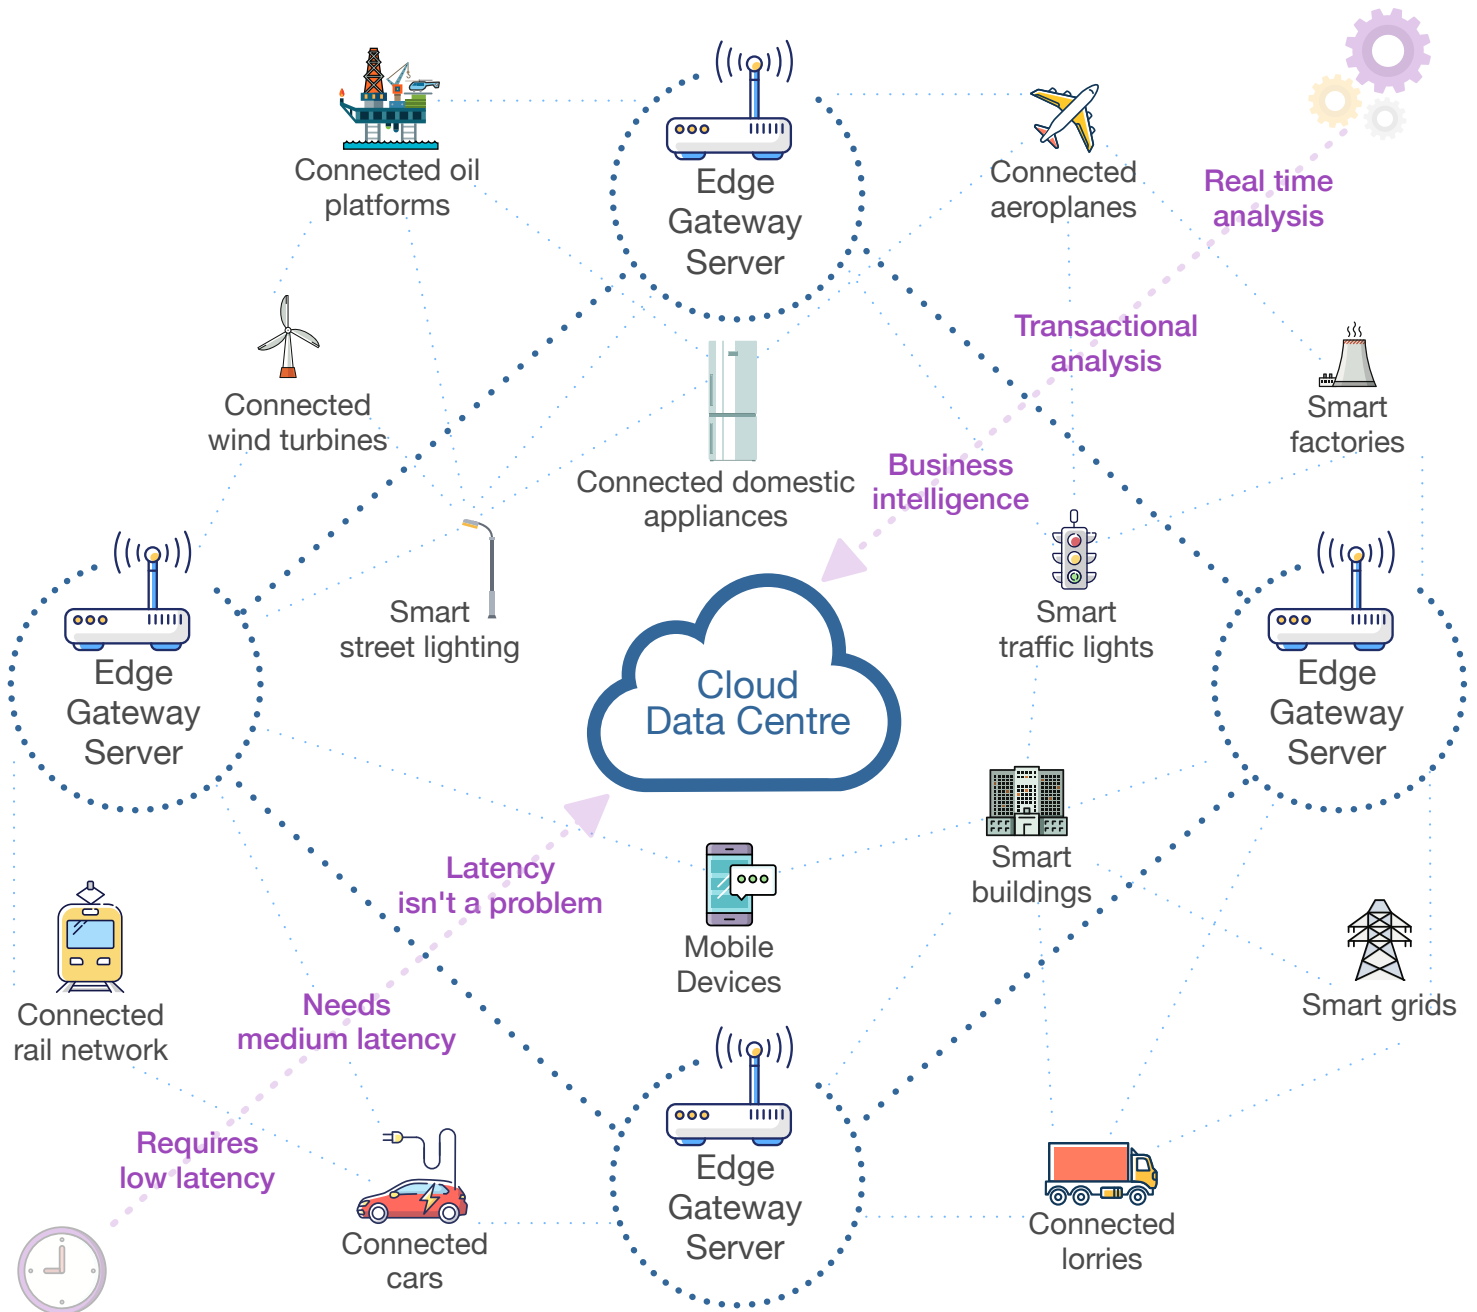 Connected oil
platforms
Edge
Gateway
Server
Connected
aeroplanes
Real time
analysis
Transactional
analysis
Connected
wind turbines
Smart
factories
Business
intelligence
Connected domestic
appliances
Smart
street lighting
Smart
traffic lights
Edge
Gateway
Server
Cloud
Data Centre
Edge
Gateway
Server
Latency
isn't a problem
Smart
buildings
Mobile
Devices
Connected
rail network
Needs
medium latency
Smart grids
Requires
low latency
Edge
Gateway
Server
Connected
cars
Connected
lorries